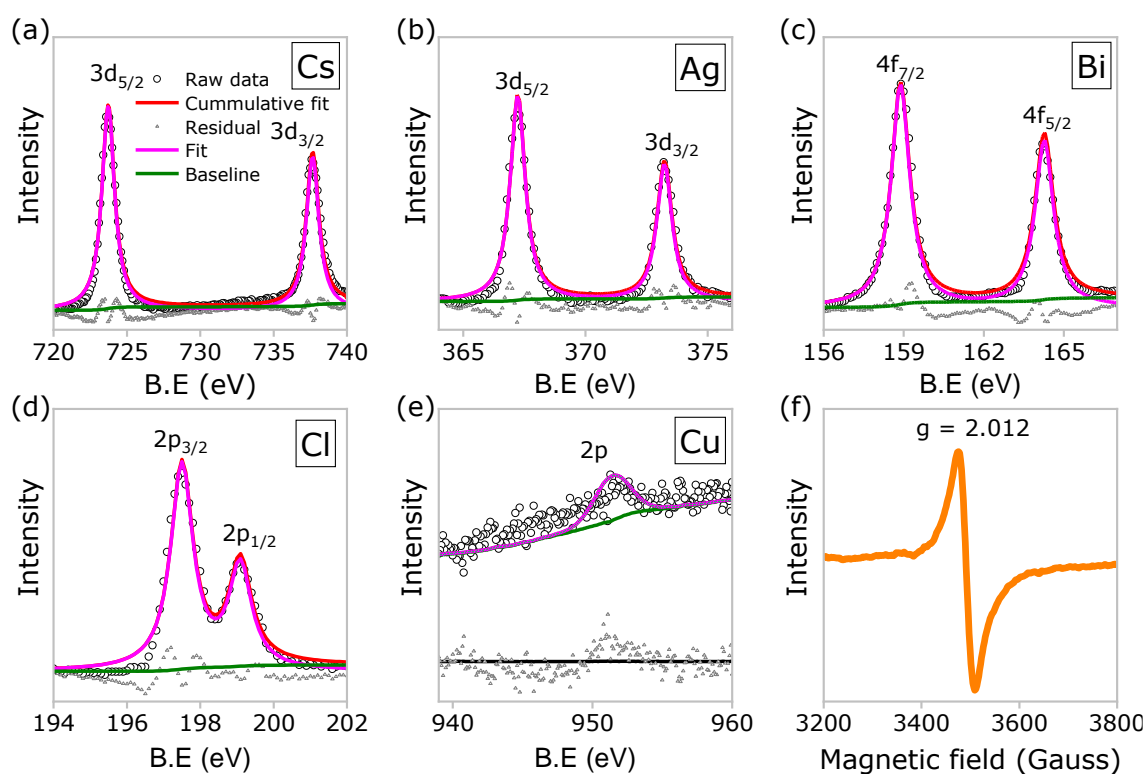 (a)
Cs
3d5/2
3d3/2
Raw data
Cummulative fit
Residual
Fit
Baseline
Intensity
720 725 730 735 740
B.E (eV)
(b)
Ag
3d5/2
3d3/2
Intensity
365 370 375
B.E (eV)
(c)
Bi
4f7/2
4f5/2
Intensity
156 159 162 165
B.E (eV)
(d)
Cl
2p3/2
2p1/2
Intensity
194 196 198 200 202
B.E (eV)
(e)
Cu
2p
Intensity
940 950 960
B.E (eV)
(f)
g = 2.012
Intensity
3200 3400 3600 3800
Magnetic field (Gauss)